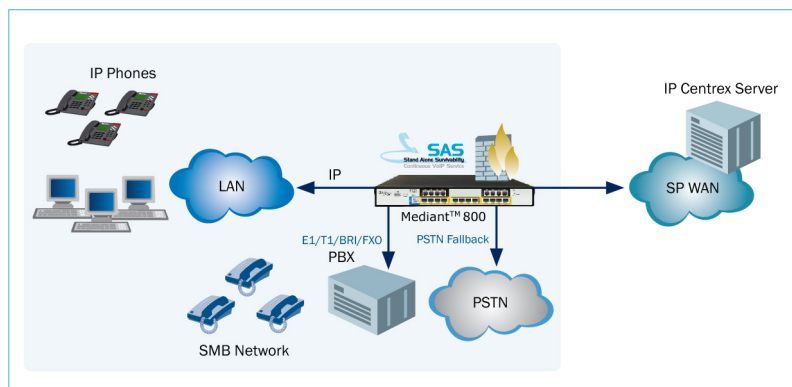 IP Phones
IP Centrex Server
SAS
Stand Alone Survivability
Continuous VoIP Service
LAN
IP
SP WAN
Mediant™ 800
E1/T1/BRI/FXO
PSTN Fallback
PBX
PSTN
SMB Network